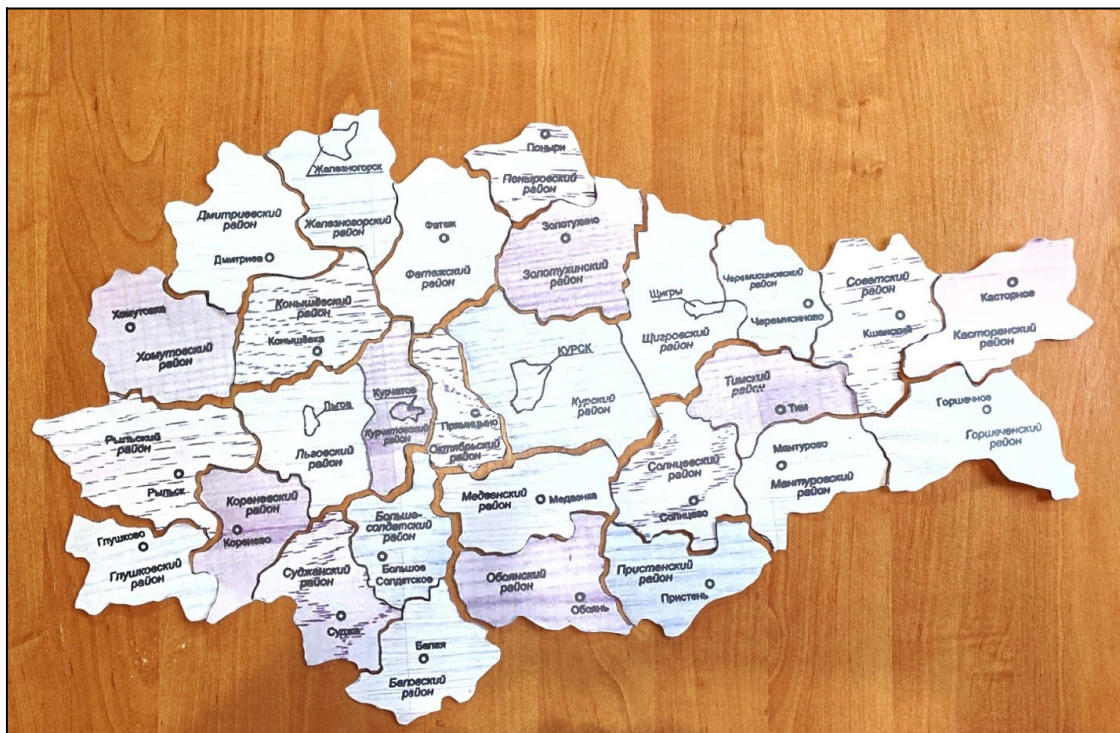 Поныри
Поныровский
район
Железногорск
Железногорский
район
Дмитриевский
район
Дмитриев
Фатеж
Фатежский
район
Золотухино
Золотухинский
район
Хомутовка
Хомутовский
район
Конышёвский
район
Конышёвка
Щигры
Щигровский
район
Черемисиновский
район
Черемисиново
Советский
район
Кшенский
Касторное
Касторенский
район
КУРСК
Курский
район
Тимский
район
Тим
Горшечное
Горшеченский
район
Рыльский
район
Рыльск
Льгов
Льговский
район
Курчатов
Курчатовский
район
Прямицыно
Октябрьский
район
Кореневский
район
Коренево
Медвенский
район
Медвенка
Солнцевский
район
Солнцево
Мантурово
Мантуровский
район
Глушково
Глушковский
район
Суджанский
район
Суджа
Больше-
солдатский
район
Большое
Солдатское
Обоянский
район
Обоянь
Пристенский
район
Пристень
Белая
Беловский
район